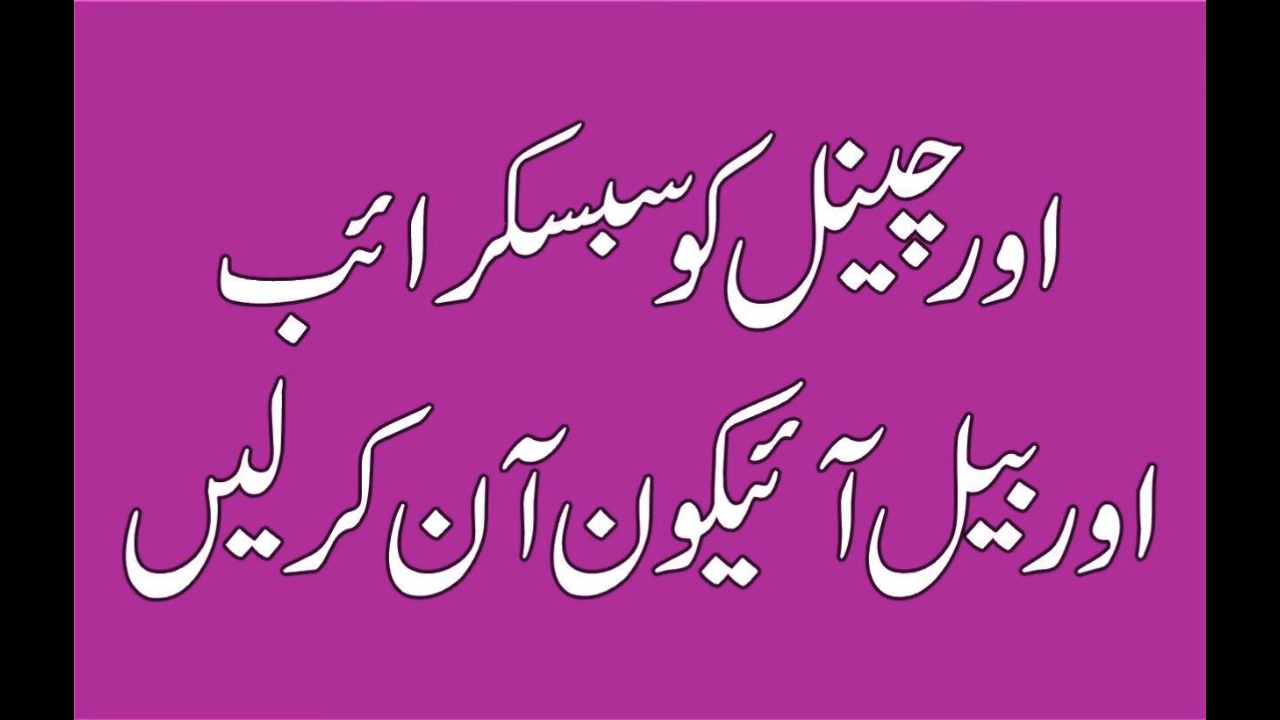 اور چینل کو سبسکرائب
اور بیل آئیکون آن کر لیں